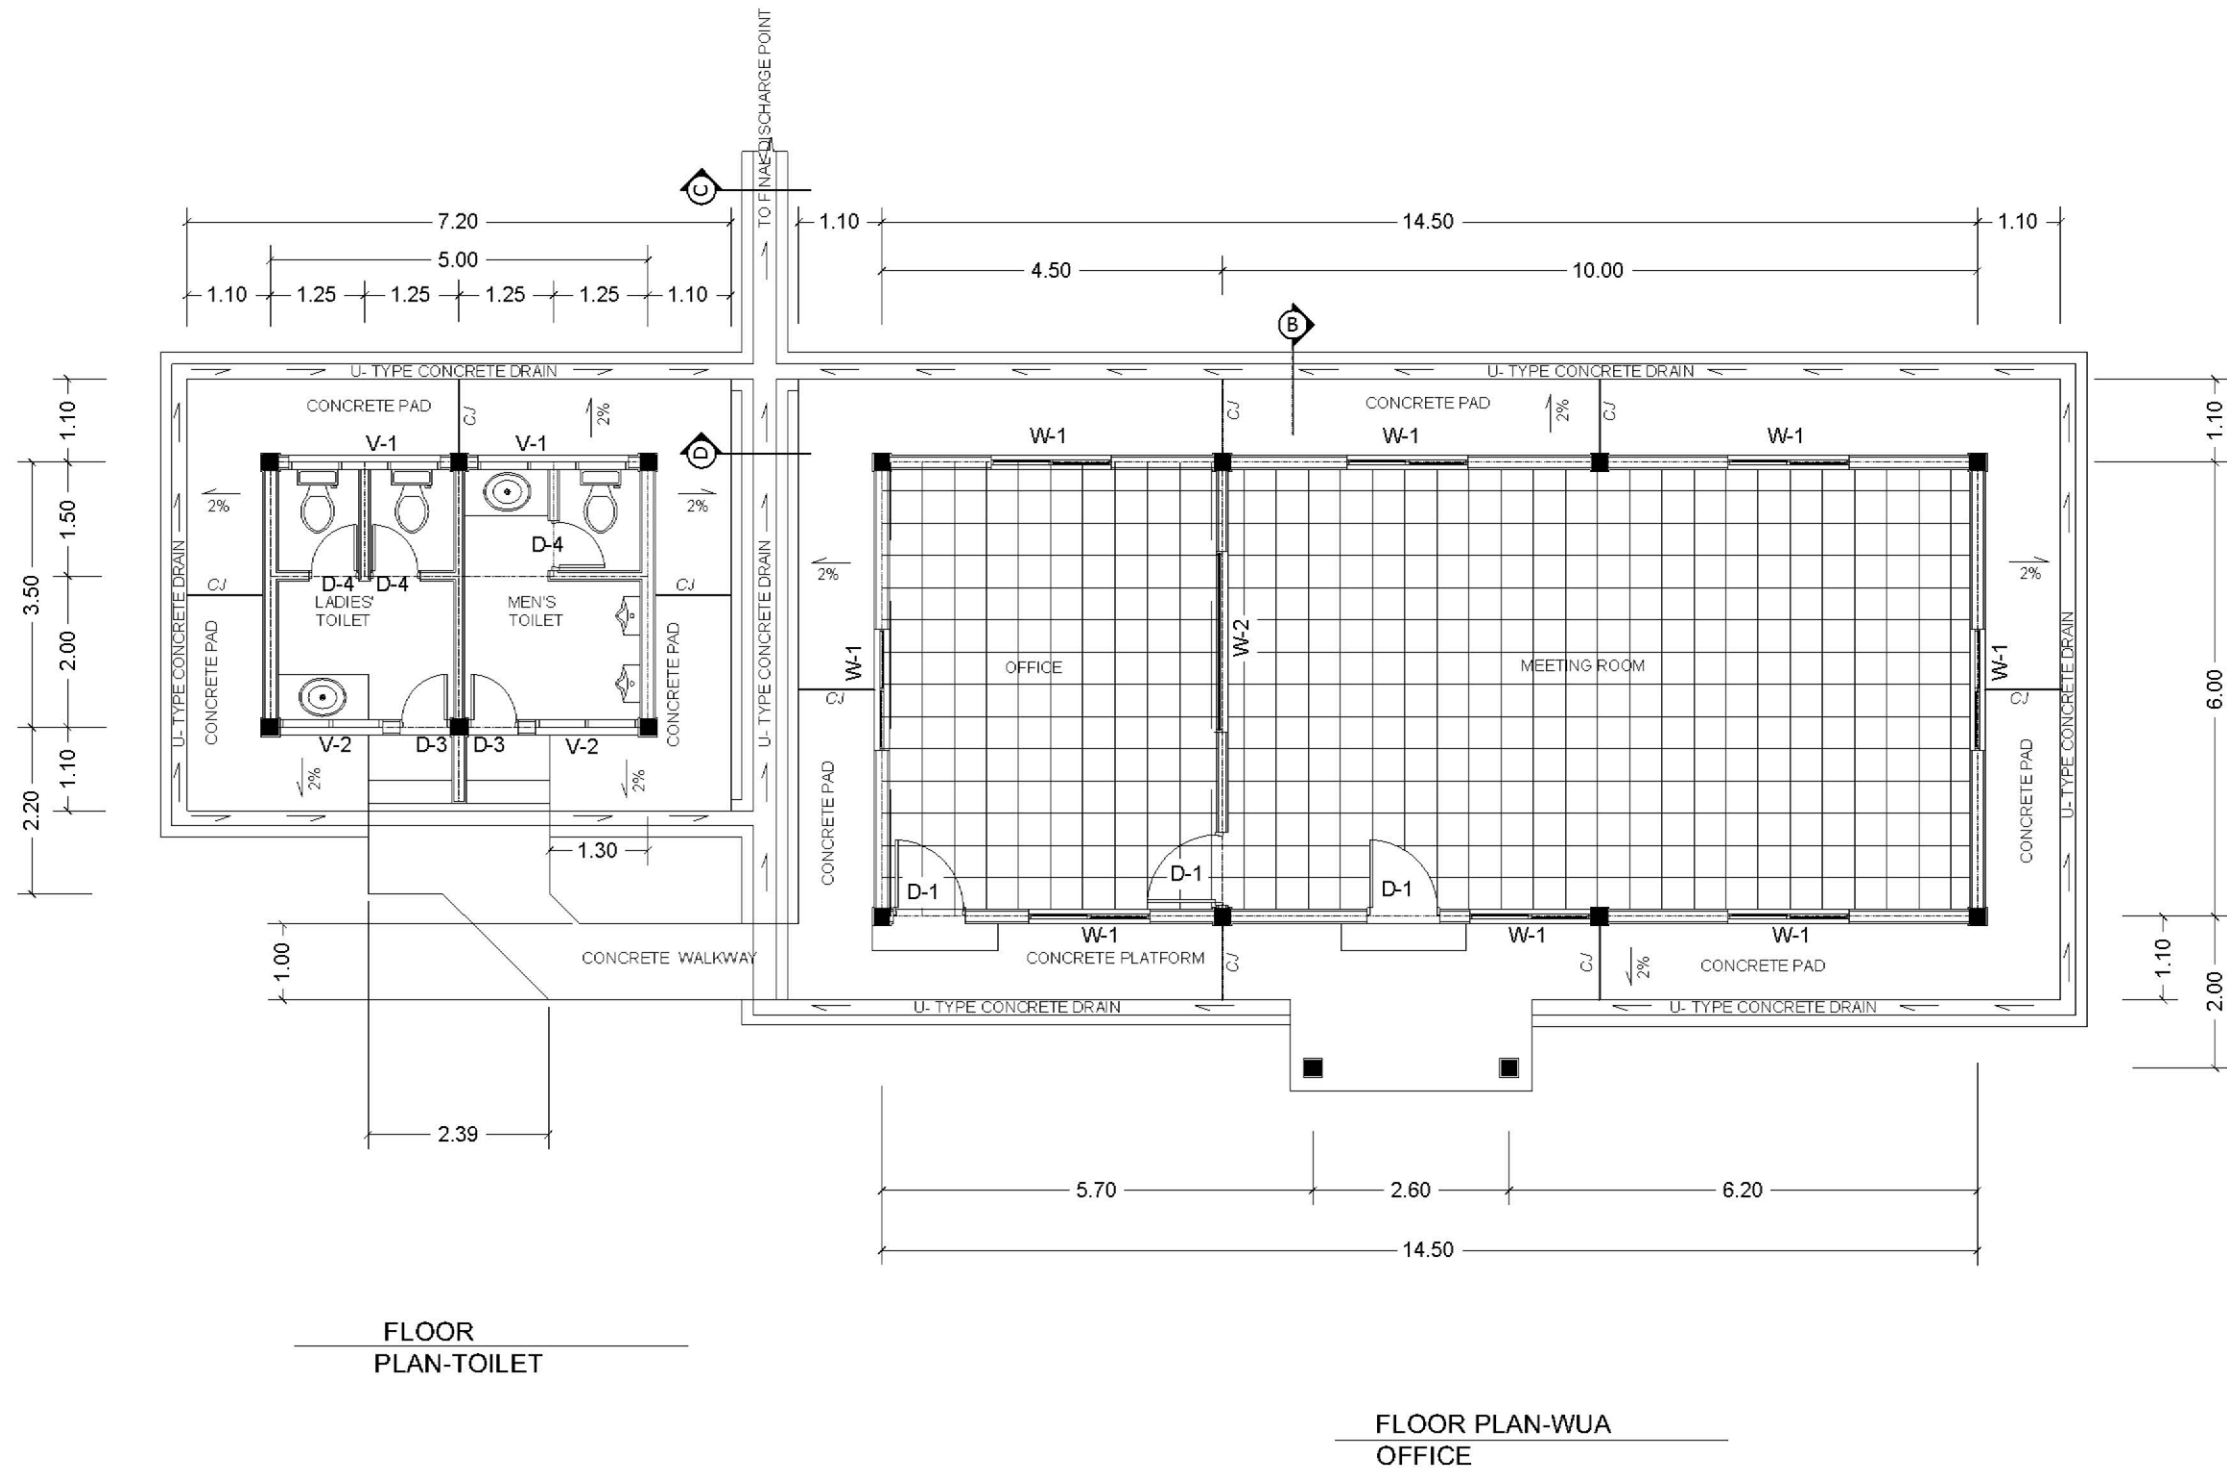 TO FINAL DISCHARGE POINT
C
7.20
1.10
14.50
1.10
5.00
4.50
10.00
1.10
1.25
1.25
1.25
1.25
1.10
B
U- TYPE CONCRETE DRAIN
U- TYPE CONCRETE DRAIN
1.10
CONCRETE PAD
CJ
2%
CJ
CONCRETE PAD
2%
CJ
1.10
V-1
V-1
D
W-1
W-1
W-1
1.50
2%
2%
D-4
2%
2%
3.50
CJ
D-4
D-4
CJ
LADIES'
TOILET
MEN'S
TOILET
2.00
U- TYPE CONCRETE DRAIN
CONCRETE PAD
CONCRETE PAD
U- TYPE CONCRETE DRAIN
W-1
CJ
OFFICE
W-2
MEETING ROOM
W-1
CJ
U- TYPE CONCRETE DRAIN
6.00
V-2
D-3
D-3
V-2
1.10
2%
2%
CONCRETE PAD
CONCRETE PAD
2.20
1.30
D-1
D-1
D-1
W-1
W-1
W-1
1.00
CONCRETE WALKWAY
CONCRETE PLATFORM
CJ
CJ
2%
CONCRETE PAD
1.10
2.00
U- TYPE CONCRETE DRAIN
U- TYPE CONCRETE DRAIN
2.39
5.70
2.60
6.20
14.50
FLOOR
PLAN-TOILET
FLOOR PLAN-WUA
OFFICE